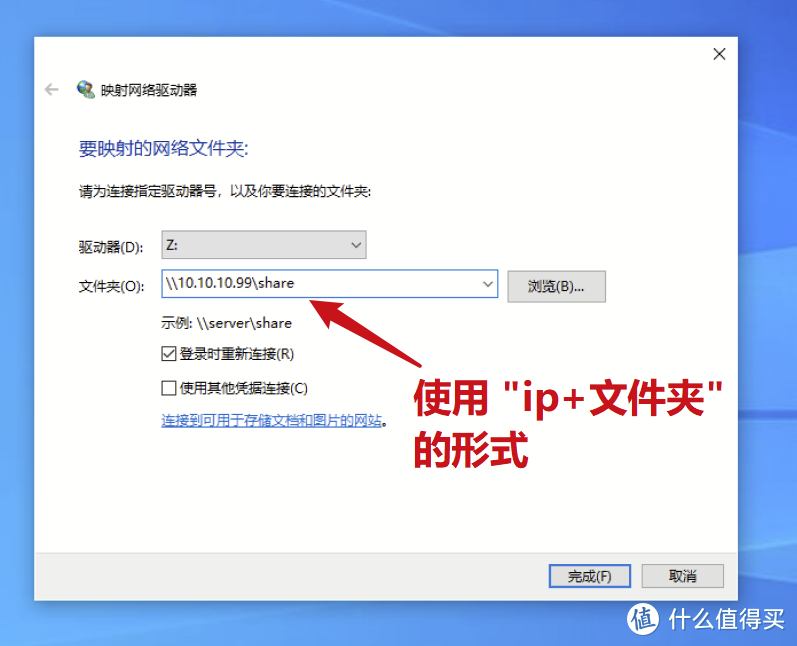 映射网络驱动器
要映射的网络文件夹:
请为连接指定驱动器号，以及你要连接的文件夹:
驱动器(D): Z:
文件夹(O): \\10.10.10.99\share 浏览(B)...
示例: \\server\share
登录时重新连接(R)
使用其他凭据连接(C)
连接到可用于存储文档和图片的网站。
使用 "ip+文件夹"
的形式
完成(F) 取消
值 什么值得买